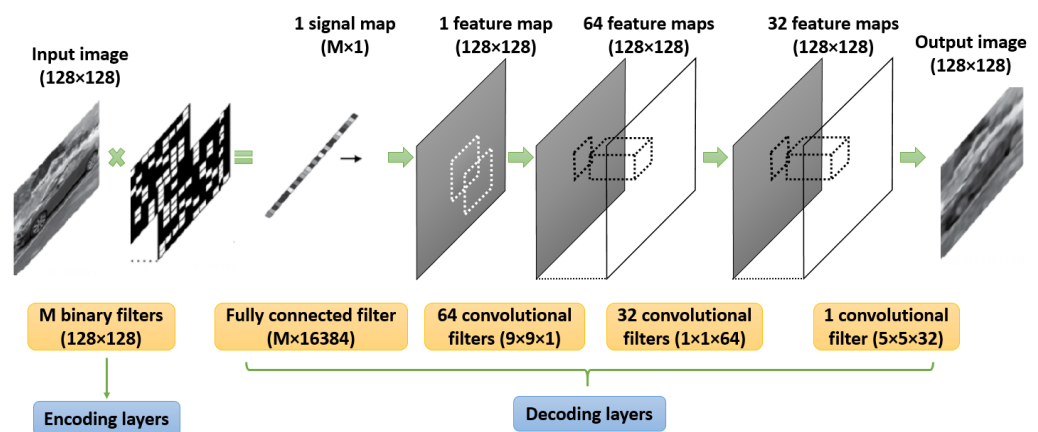 Input image
(128×128)
1 signal map
(M×1)
1 feature map
(128×128)
64 feature maps
(128×128)
32 feature maps
(128×128)
Output image
(128×128)
M binary filters
(128×128)
Fully connected filter
(M×16384)
64 convolutional
filters (9×9×1)
32 convolutional
filters (1×1×64)
1 convolutional
filter (5×5×32)
Encoding layers
Decoding layers